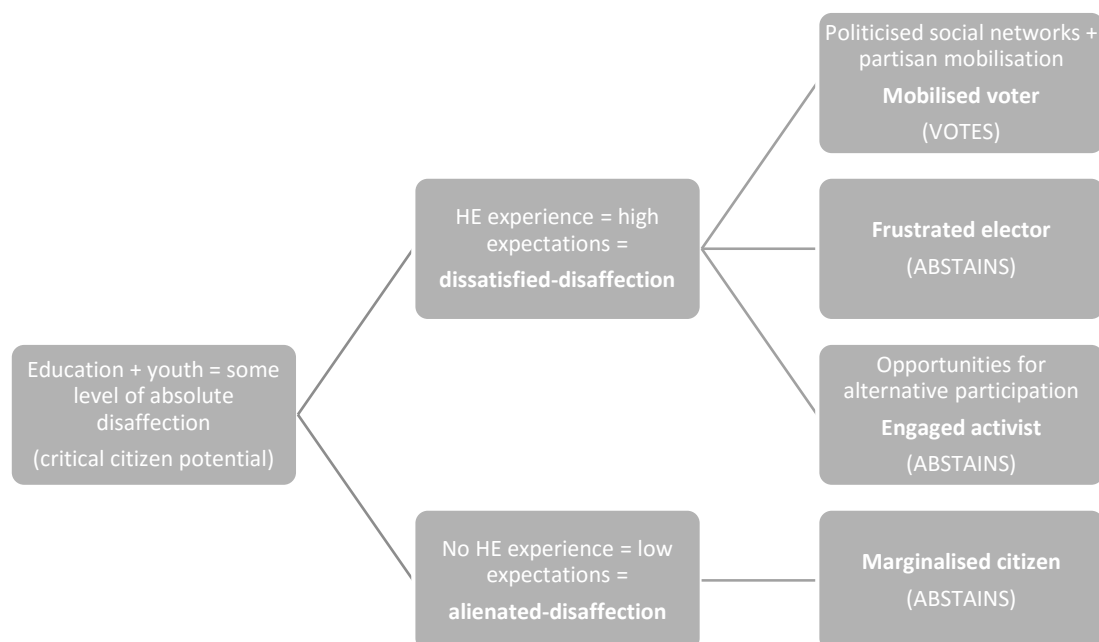 Education + youth = some
level of absolute
disaffection
(critical citizen potential)
HE experience = high
expectations =
dissatisfied-disaffection
No HE experience = low
expectations =
alienated-disaffection
Politicised social networks +
partisan mobilisation
Mobilised voter
(VOTES)
Frustrated elector
(ABSTAINS)
Opportunities for
alternative participation
Engaged activist
(ABSTAINS)
Marginalised citizen
(ABSTAINS)